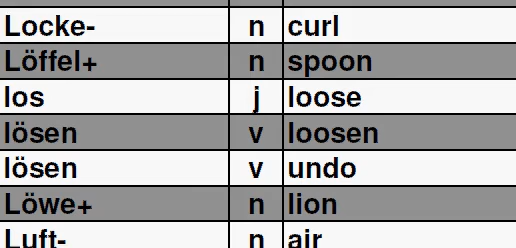 Locke- n curl
Löffel+ n spoon
los j loose
lösen v loosen
lösen v undo
Löwe+ n lion
Luft- n air